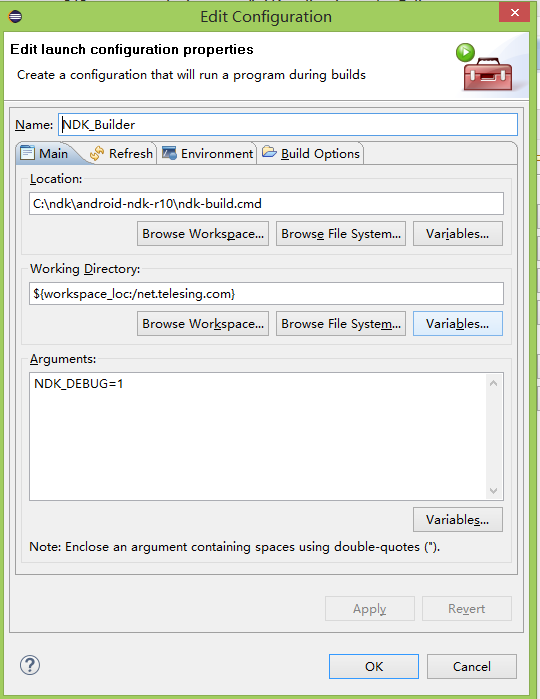 Edit Configuration
Edit launch configuration properties
Create a configuration that will run a program during builds
Name: NDK_Builder
Main Refresh Environment Build Options
Location:
C:\ndk\android-ndk-r10\ndk-build.cmd
Browse Workspace... Browse File System... Variables...
Working Directory:
${workspace_loc:/net.telesing.com}
Browse Workspace... Browse File System... Variables...
Arguments:
NDK_DEBUG=1
Variables...
Note: Enclose an argument containing spaces using double-quotes (").
Apply Revert
? OK Cancel